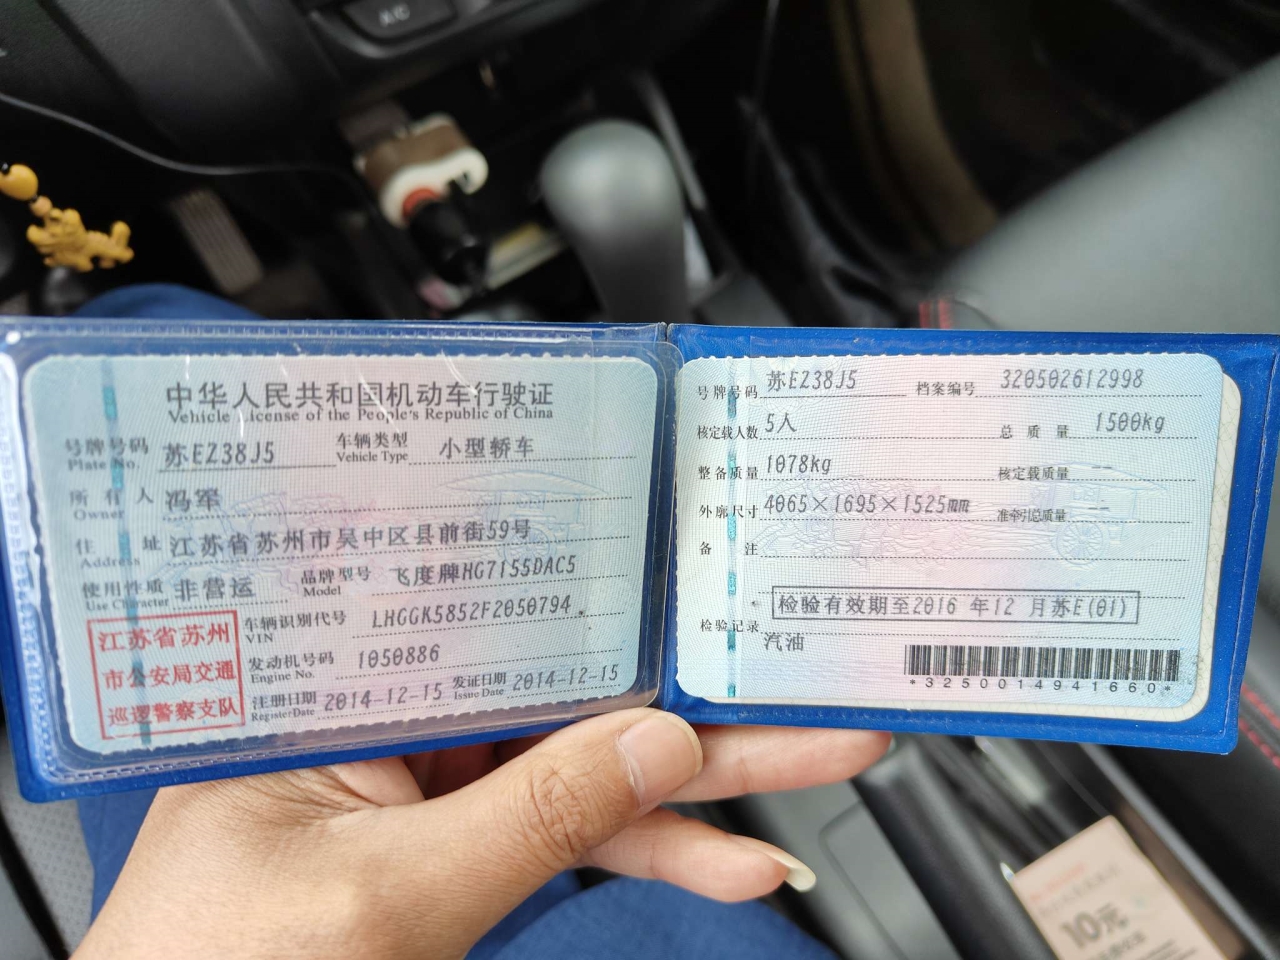 AC
中华人民共和国机动车行驶证
Vehicle License of the People's Republic of China
号牌号码 苏EZ38J5 车辆类型 小型轿车
Plate No. Vehicle Type
所有人 冯军
Owner
住址 江苏省苏州市吴中区县前街59号
Address
使用性质 非营运 品牌型号 飞度牌HG7155DAC5
Use Character Model
江苏省苏州
市公安局交通
巡逻警察支队
车辆识别代号 LHGGK5852F2050794
VIN
发动机号码 1050886
Engine No.
注册日期 2014-12-15 发证日期 2014-12-15
Register Date Issue Date
号牌号码 苏EZ38J5 档案编号 320502612998
核定载人数 5人 总质量 1500kg
整备质量 1078kg 核定载质量 --
外廓尺寸 4065×1695×1525mm 准牵引总质量 --
备注
检验有效期至2016 年12 月苏E(01)
检验记录
汽油
*3250014941660*
10元